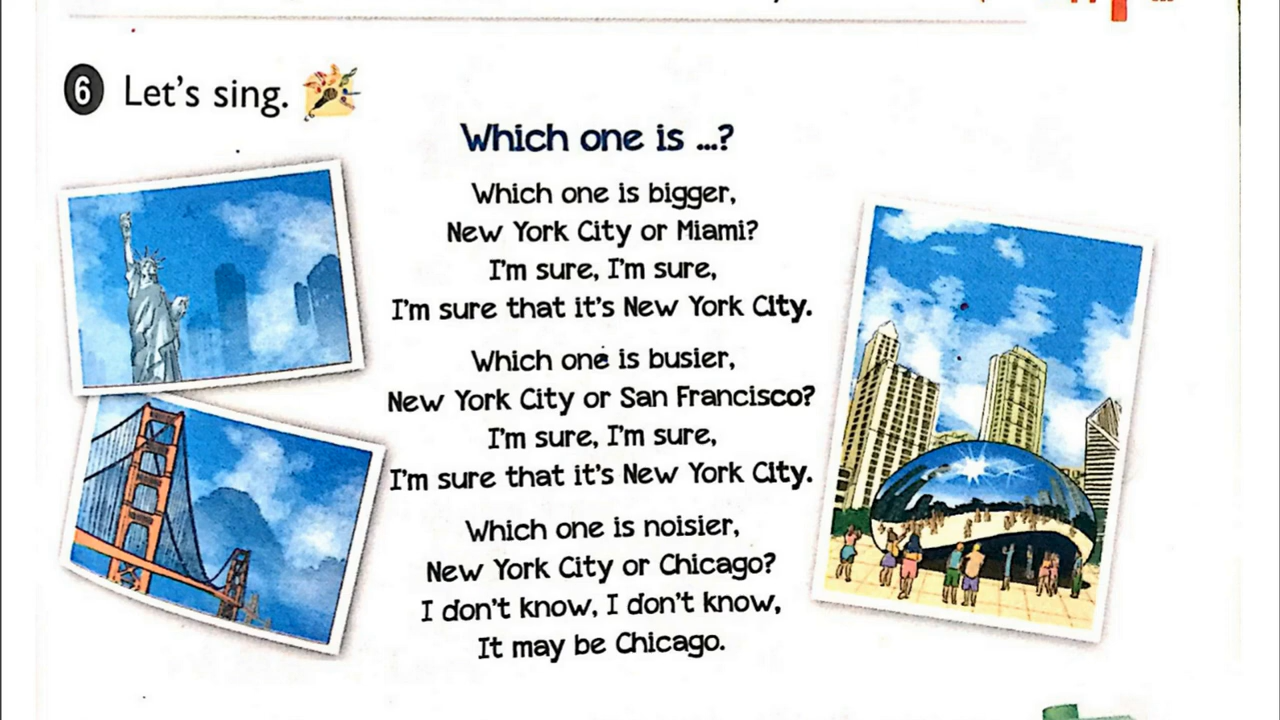 6 Let's sing.
Which one is ...?
Which one is bigger,
New York City or Miami?
I'm sure, I'm sure,
I'm sure that it's New York City.
Which one is busier,
New York City or San Francisco?
I'm sure, I'm sure,
I'm sure that it's New York City.
Which one is noisier,
New York City or Chicago?
I don't know, I don't know,
It may be Chicago.